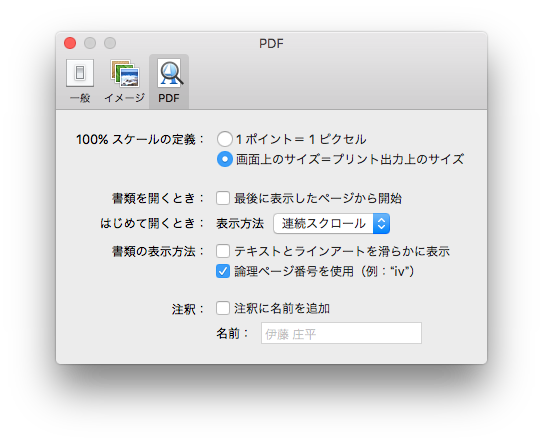 PDF
一般 イメージ PDF
100% スケールの定義： 1 ポイント＝ 1 ピクセル
画面上のサイズ＝プリント出力上のサイズ
書類を開くとき： 最後に表示したページから開始
はじめて開くとき： 表示方法 連続スクロール
書類の表示方法： テキストとラインアートを滑らかに表示
論理ページ番号を使用（例：“iv”）
注釈： 注釈に名前を追加
名前： 伊藤 庄平